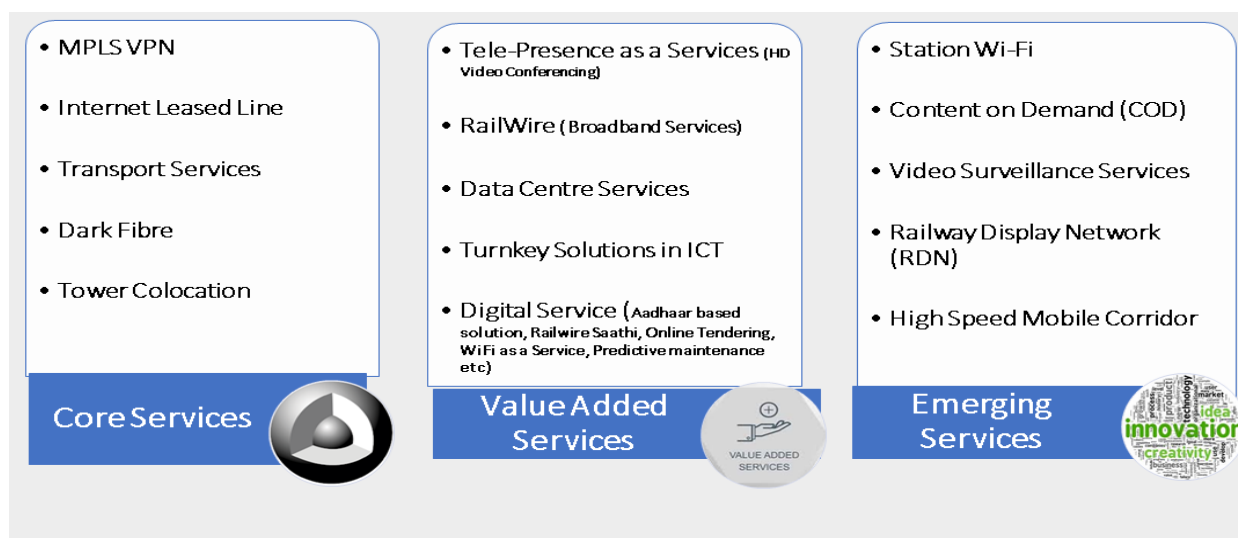 • MPLS VPN
• Internet Leased Line
• Transport Services
• Dark Fibre
• Tower Colocation
Core Services
• Tele-Presence as a Services (HD
Video Conferencing)
• RailWire (Broadband Services)
• Data Centre Services
• Turnkey Solutions in ICT
• Digital Service (Aadhaar based
solution, Railwire Saathi, Online Tendering,
WiFi as a Service, Predictive maintenance
etc)
Value Added
Services
VALUE ADDED
SERVICES
• Station Wi-Fi
• Content on Demand (COD)
• Video Surveillance Services
• Railway Display Network
(RDN)
• High Speed Mobile Corridor
Emerging
Services
process
product
technology
user
market
idea
innovation
creativity
business